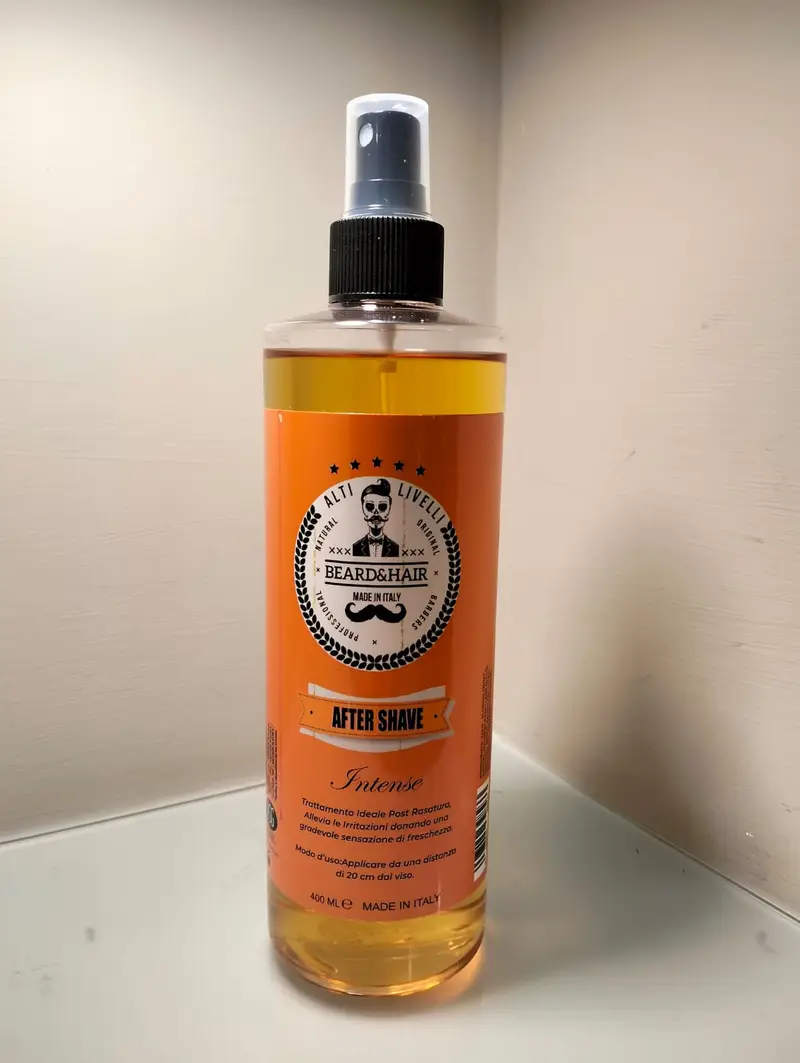 ★ ★ ★ ★ ★
ALTI LIVELLI
NATURAL ORIGINAL
xxx xxx
BEARD&HAIR
MADE IN ITALY
PROFESSIONAL BARBERS
AFTER SHAVE
Intense
Trattamento Ideale Post Rasatura,
Allevia le Irritazioni donando una
gradevole sensazione di freschezza.
Modo d'uso:Applicare da una distanza
di 20 cm dal viso.
400 ML℮ MADE IN ITALY